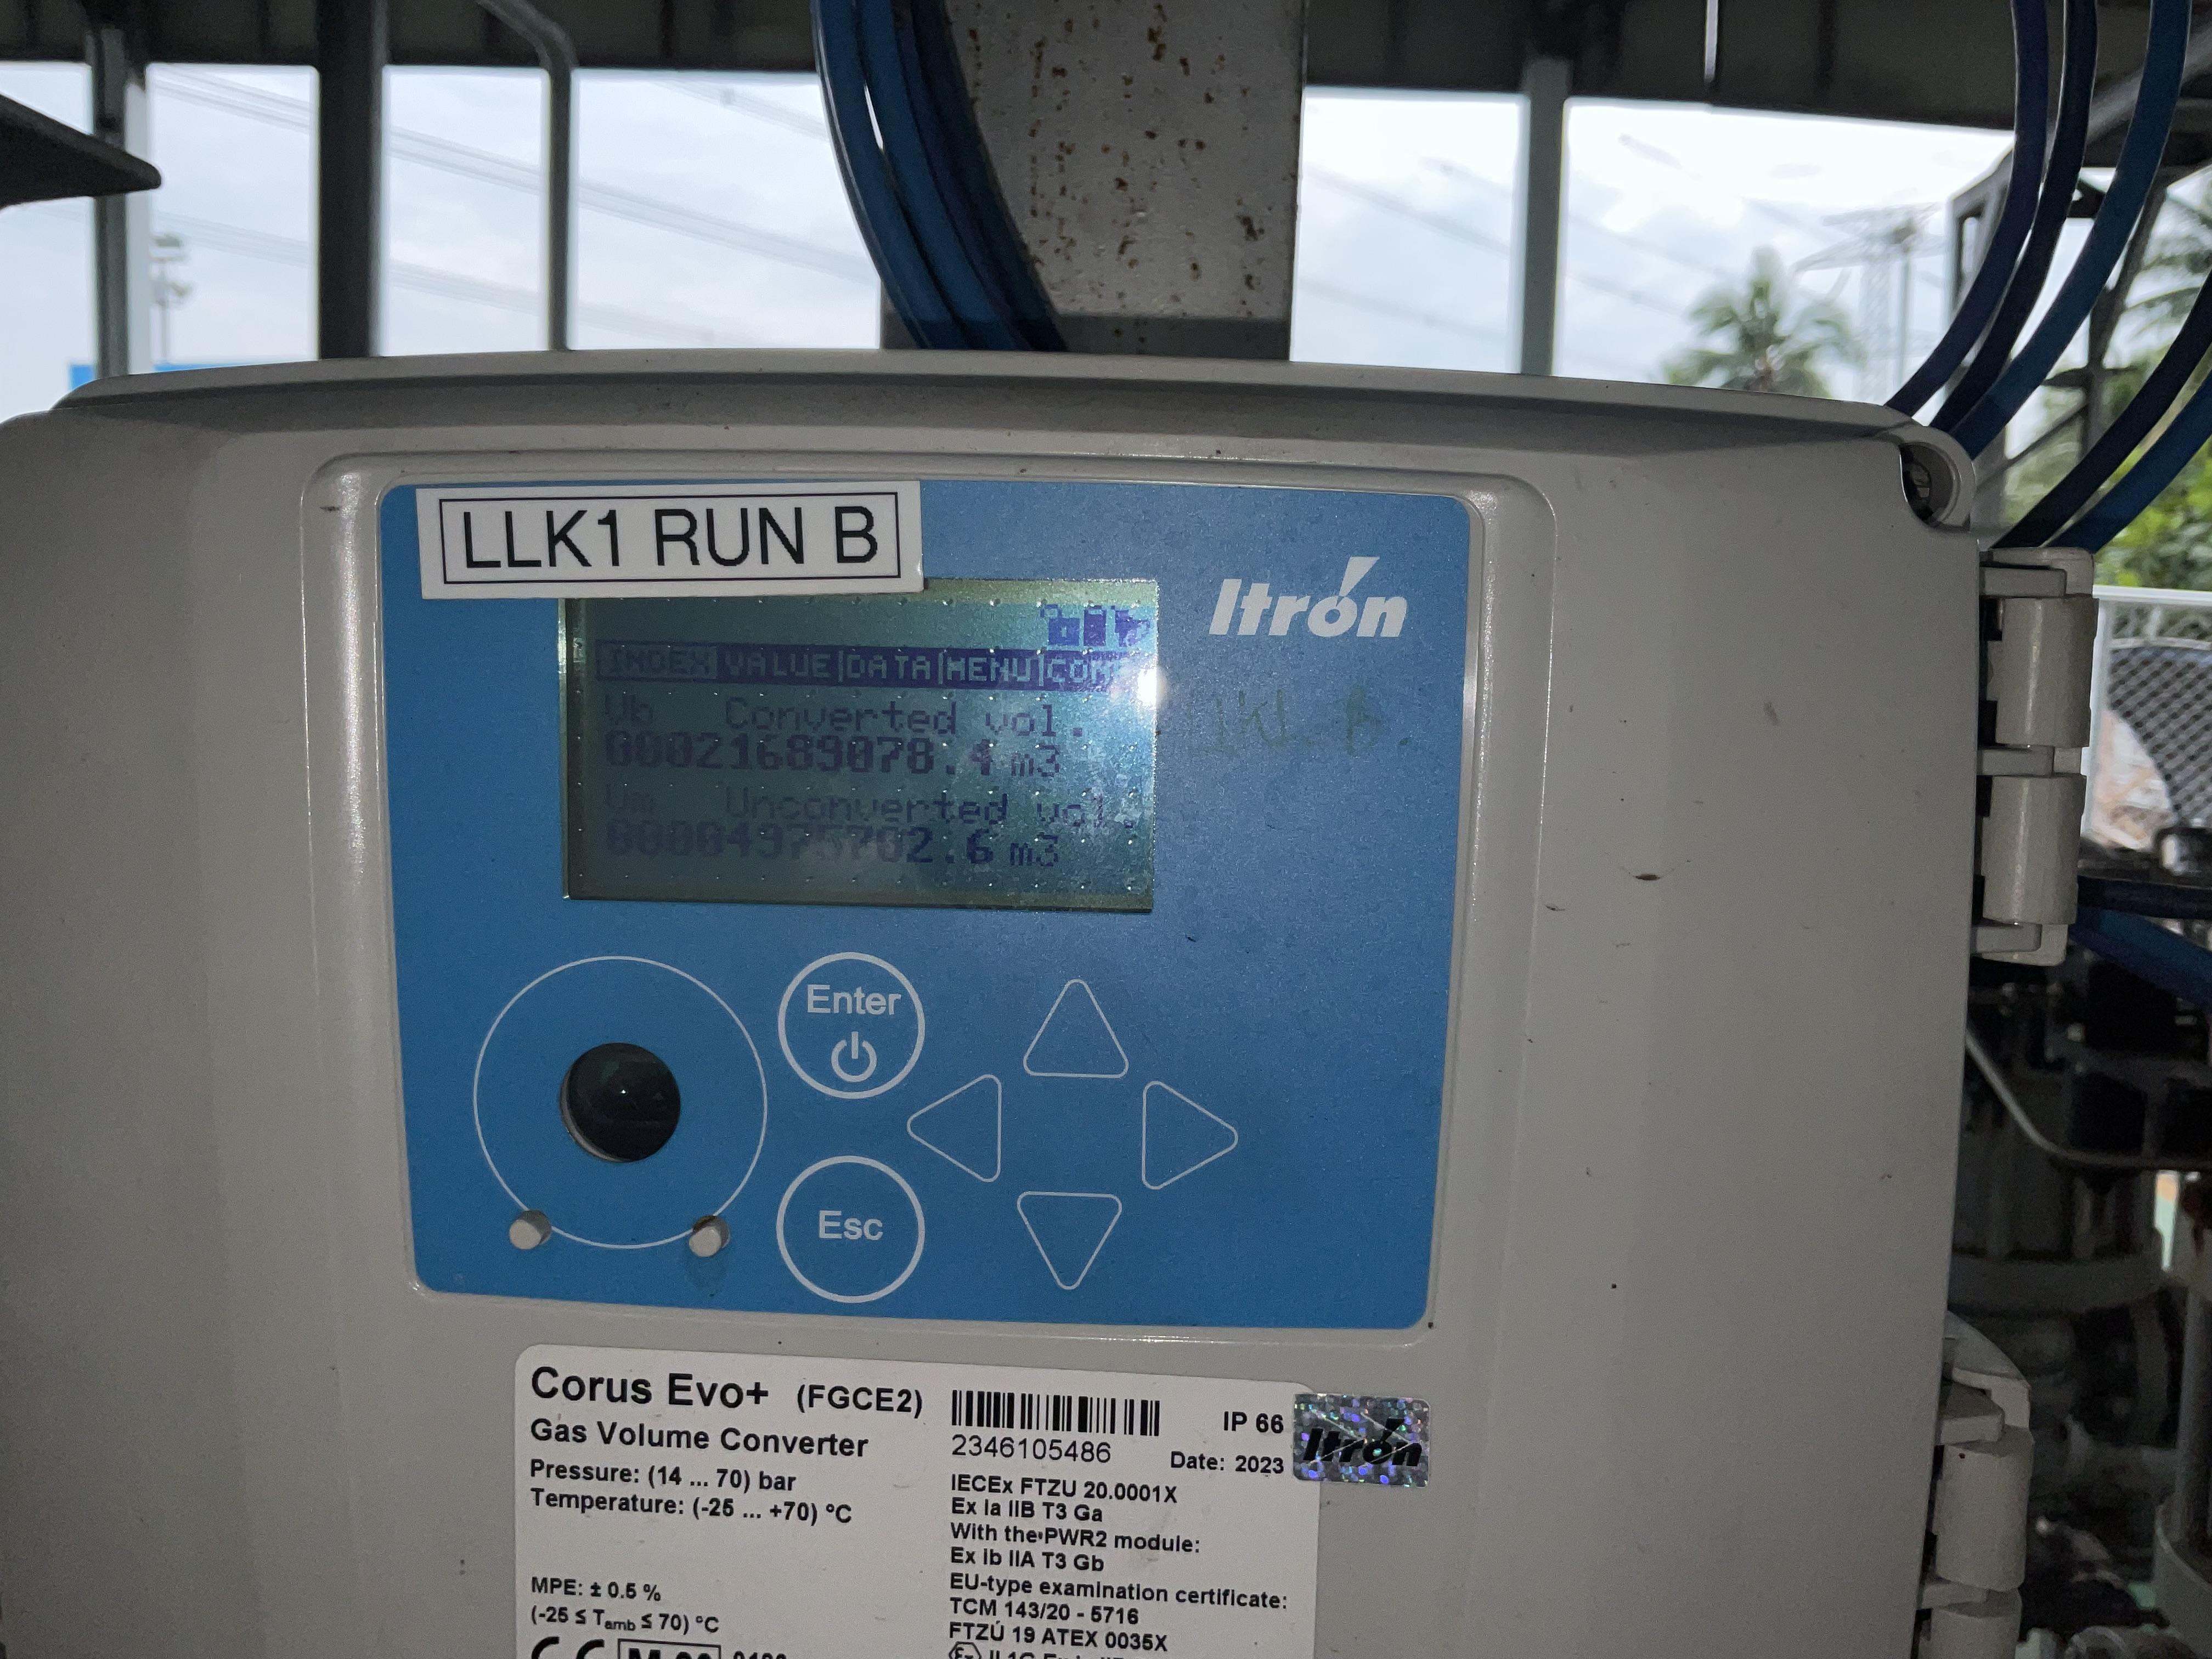 LLK1 RUN B
Itron
INDEX VALUE|DATA|MENU|COM
Vb Converted vol.
00021689078.4 m3
Vm Unconverted vol.
00004975702.6 m3
Enter
Esc
Corus Evo+ (FGCE2)
Gas Volume Converter
Pressure: (14 ... 70) bar
Temperature: (-25 ... +70) °C
MPE: ± 0.5 %
(-25 ≤ Tamb ≤ 70) °C
2346105486
IP 66
Date: 2023
Itron
IECEx FTZU 20.0001X
Ex ia IIB T3 Ga
With the PWR2 module:
Ex ib IIA T3 Gb
EU-type examination certificate:
TCM 143/20 - 5716
FTZÚ 19 ATEX 0035X